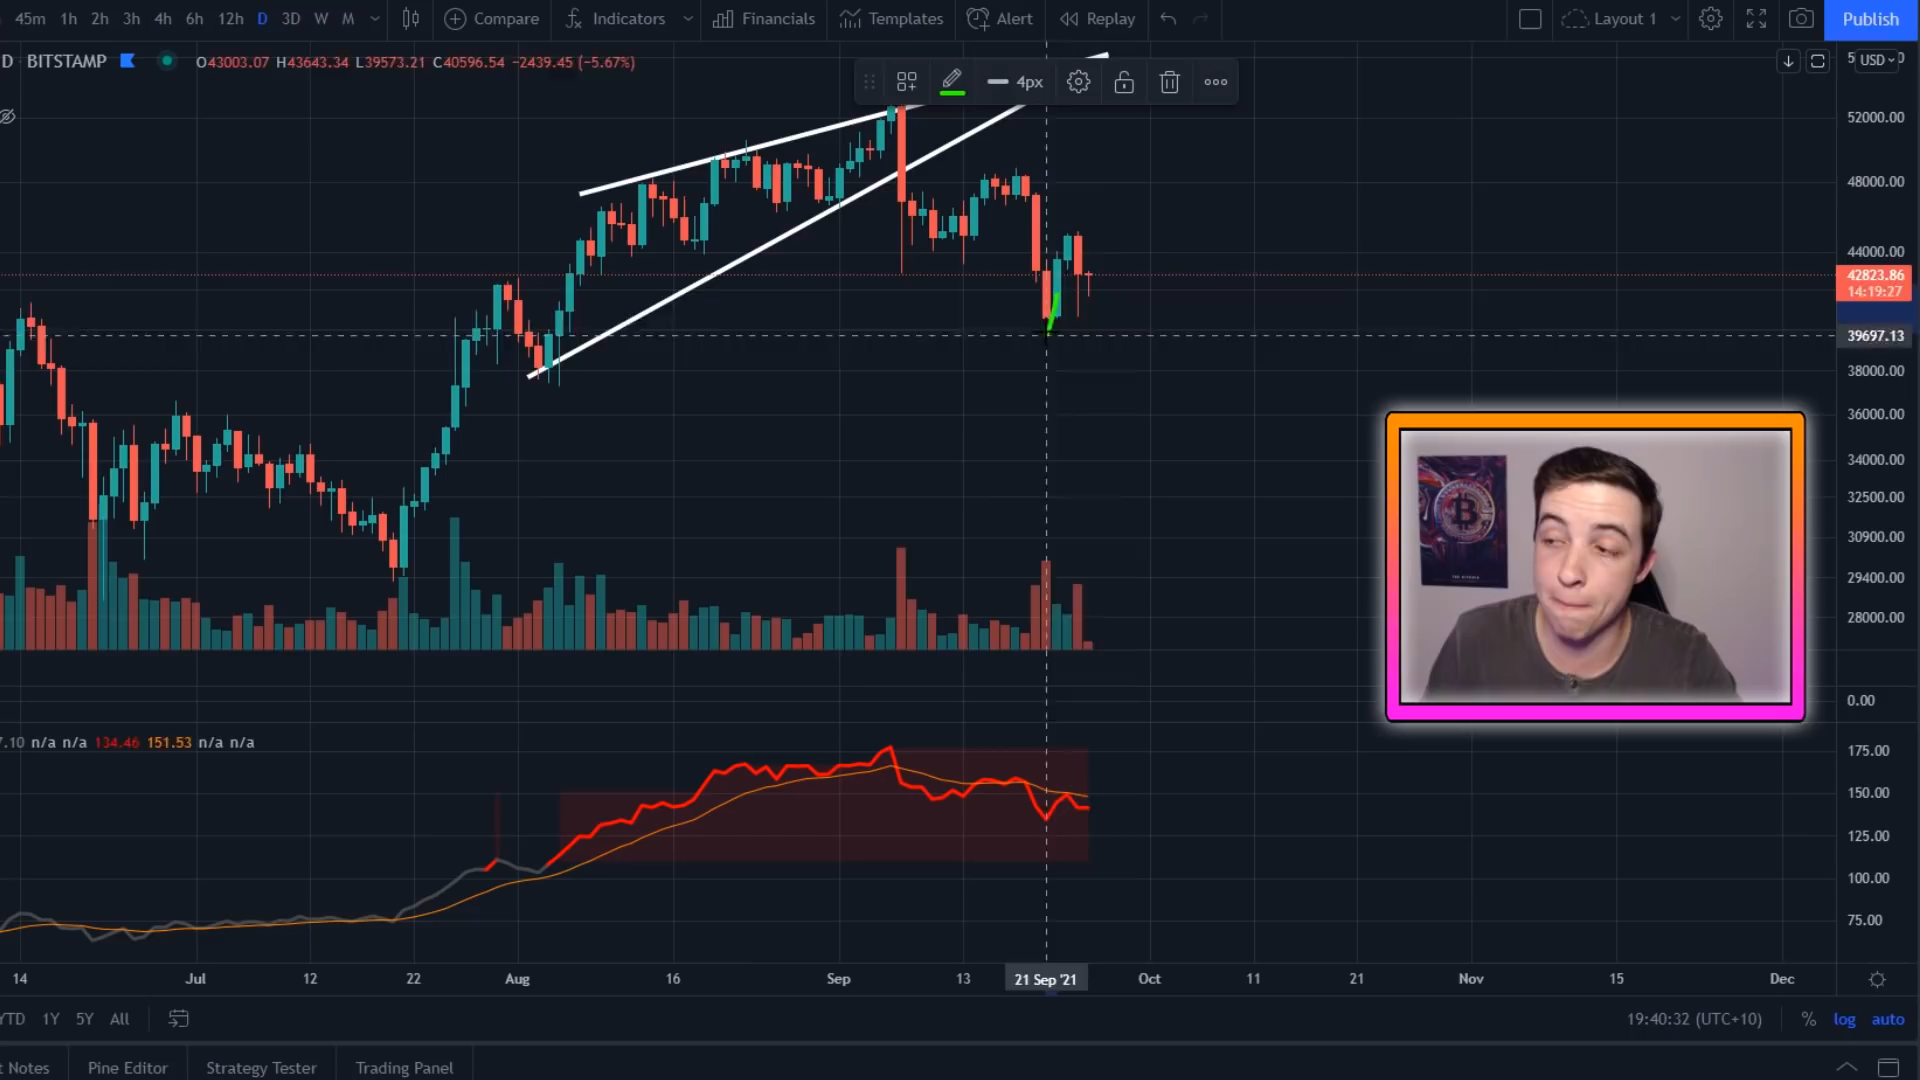 45m 1h 2h 3h 4h 6h 12h D 3D W M Compare Indicators Financials Templates Alert Replay Layout 1 Publish
D BITSTAMP O43003.07 H43643.34 L39573.21 C40596.54 −2439.45 (−5.67%)
USD
4px
52000.00
48000.00
44000.00
42823.86
14:19:27
39697.13
38000.00
36000.00
34000.00
32500.00
30900.00
29400.00
28000.00
0.00
7.10 n/a n/a 134.46 151.53 n/a n/a
175.00
150.00
125.00
100.00
75.00
14 Jul 12 22 Aug 16 Sep 13 21 Sep '21 Oct 11 21 Nov 15 Dec
YTD 1Y 5Y All 19:40:32 (UTC+10) % log auto
t Notes Pine Editor Strategy Tester Trading Panel